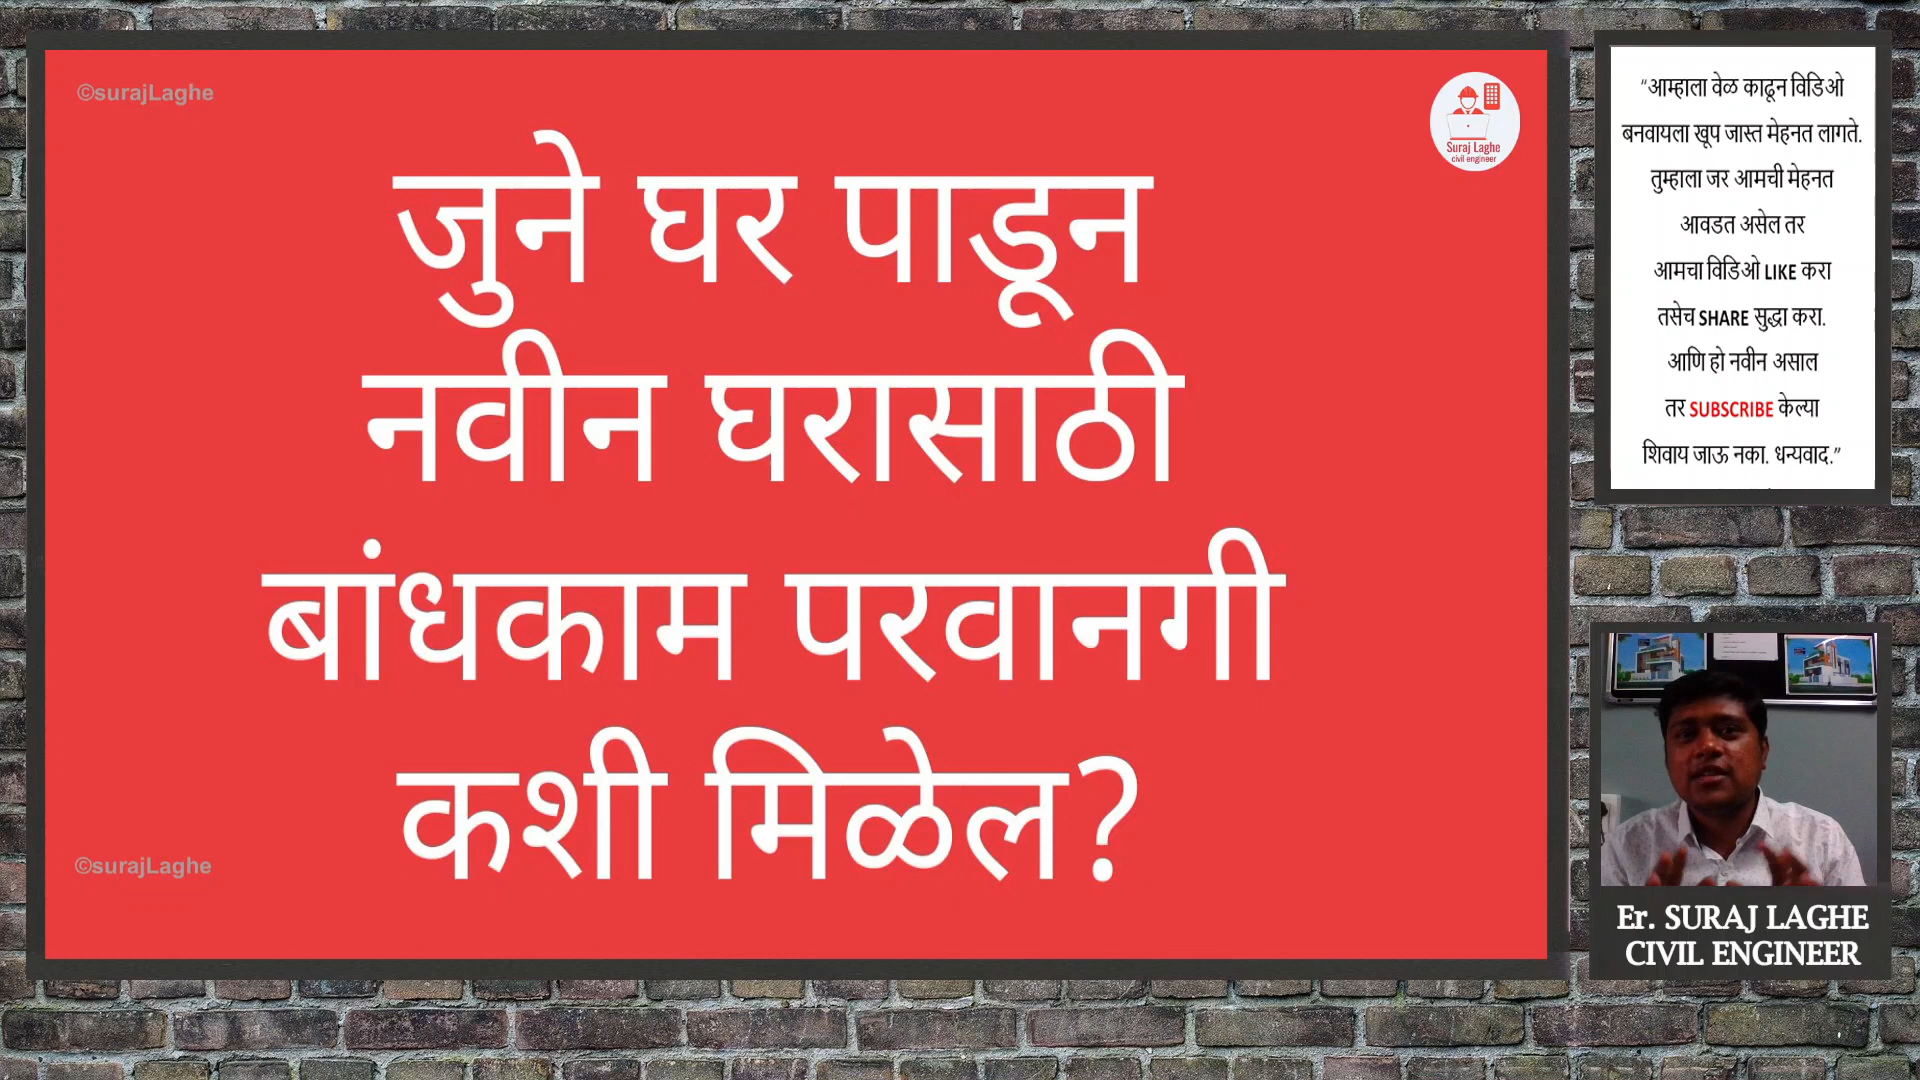 ©surajLaghe
जुने घर पाडून
नवीन घरासाठी
बांधकाम परवानगी
कशी मिळेल?
©surajLaghe
Suraj Laghe
civil engineer
“आम्हाला वेळ काढून विडिओ
बनवायला खूप जास्त मेहनत लागते.
तुम्हाला जर आमची मेहनत
आवडत असेल तर
आमचा विडिओ LIKE करा
तसेच SHARE सुद्धा करा.
आणि हो नवीन असाल
तर SUBSCRIBE केल्या
शिवाय जाऊ नका. धन्यवाद.”
Er. SURAJ LAGHE
CIVIL ENGINEER